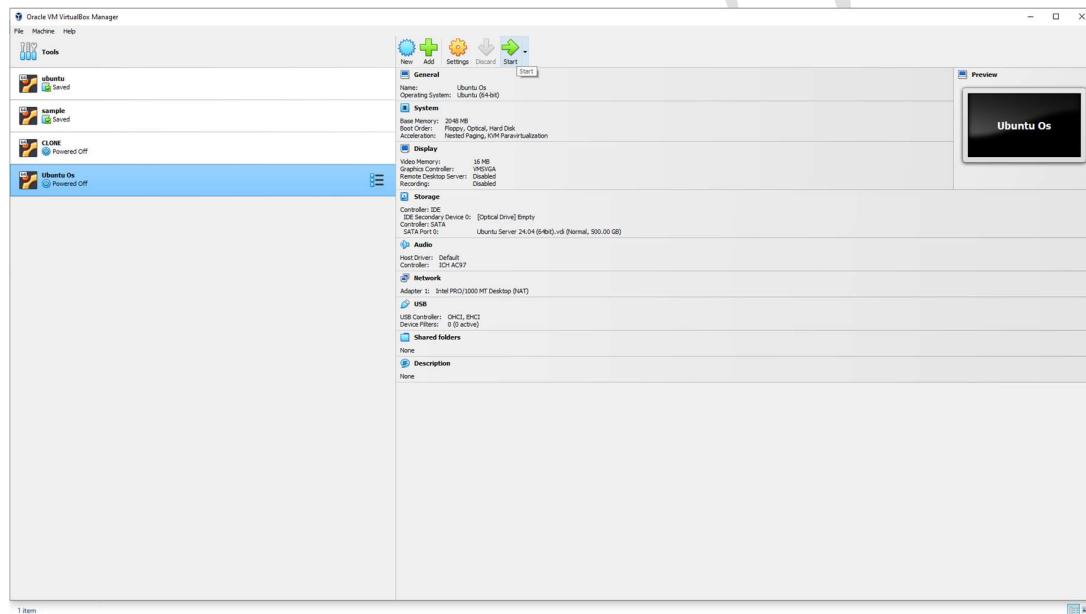 Oracle VM VirtualBox Manager
File Machine Help
Tools
ubuntu
Saved
sample
Saved
CLONE
Powered Off
Ubuntu Os
Powered Off
New Add Settings Discard Start
Start
General
Name: Ubuntu Os
Operating System: Ubuntu (64-bit)
System
Base Memory: 2048 MB
Boot Order: Floppy, Optical, Hard Disk
Acceleration: Nested Paging, KVM Paravirtualization
Display
Video Memory: 16 MB
Graphics Controller: VMSVGA
Remote Desktop Server: Disabled
Recording: Disabled
Storage
Controller: IDE
IDE Secondary Device 0: [Optical Drive] Empty
Controller: SATA
SATA Port 0: Ubuntu Server 24.04 (64bit).vdi (Normal, 500.00 GB)
Audio
Host Driver: Default
Controller: ICH AC97
Network
Adapter 1: Intel PRO/1000 MT Desktop (NAT)
USB
USB Controller: OHCI, EHCI
Device Filters: 0 (0 active)
Shared folders
None
Description
None
Preview
Ubuntu Os
1 item